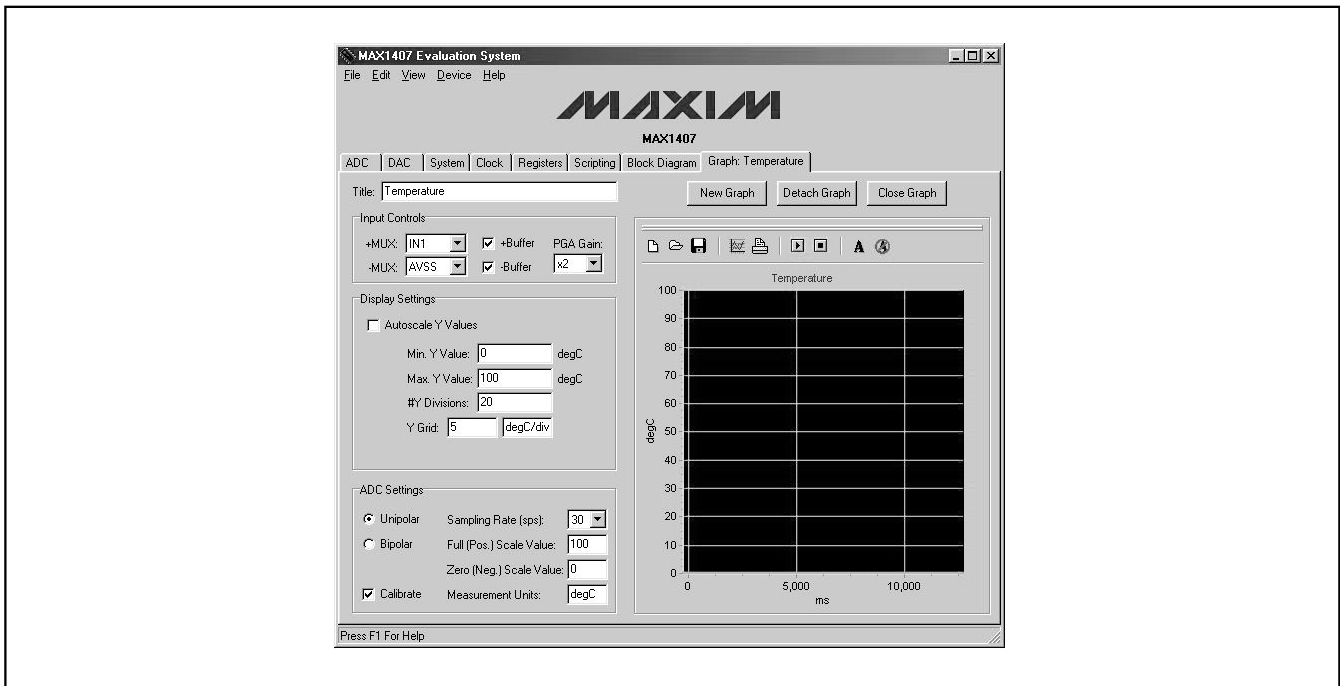 MAX1407 Evaluation System
File Edit View Device Help
MAXIM
MAX1407
ADC DAC System Clock Registers Scripting Block Diagram Graph: Temperature
Title: Temperature
New Graph Detach Graph Close Graph
Input Controls
+MUX: IN1 +Buffer PGA Gain:
-MUX: AVSS -Buffer x2
Display Settings
Autoscale Y Values
Min. Y Value: 0 degC
Max. Y Value: 100 degC
#Y Divisions: 20
Y Grid: 5 degC/div
ADC Settings
Unipolar Sampling Rate (sps): 30
Bipolar Full (Pos.) Scale Value: 100
Zero (Neg.) Scale Value: 0
Calibrate Measurement Units: degC
A A
Temperature
100
90
80
70
60
50
40
30
20
10
0
degC
0 5,000 10,000
ms
Press F1 For Help